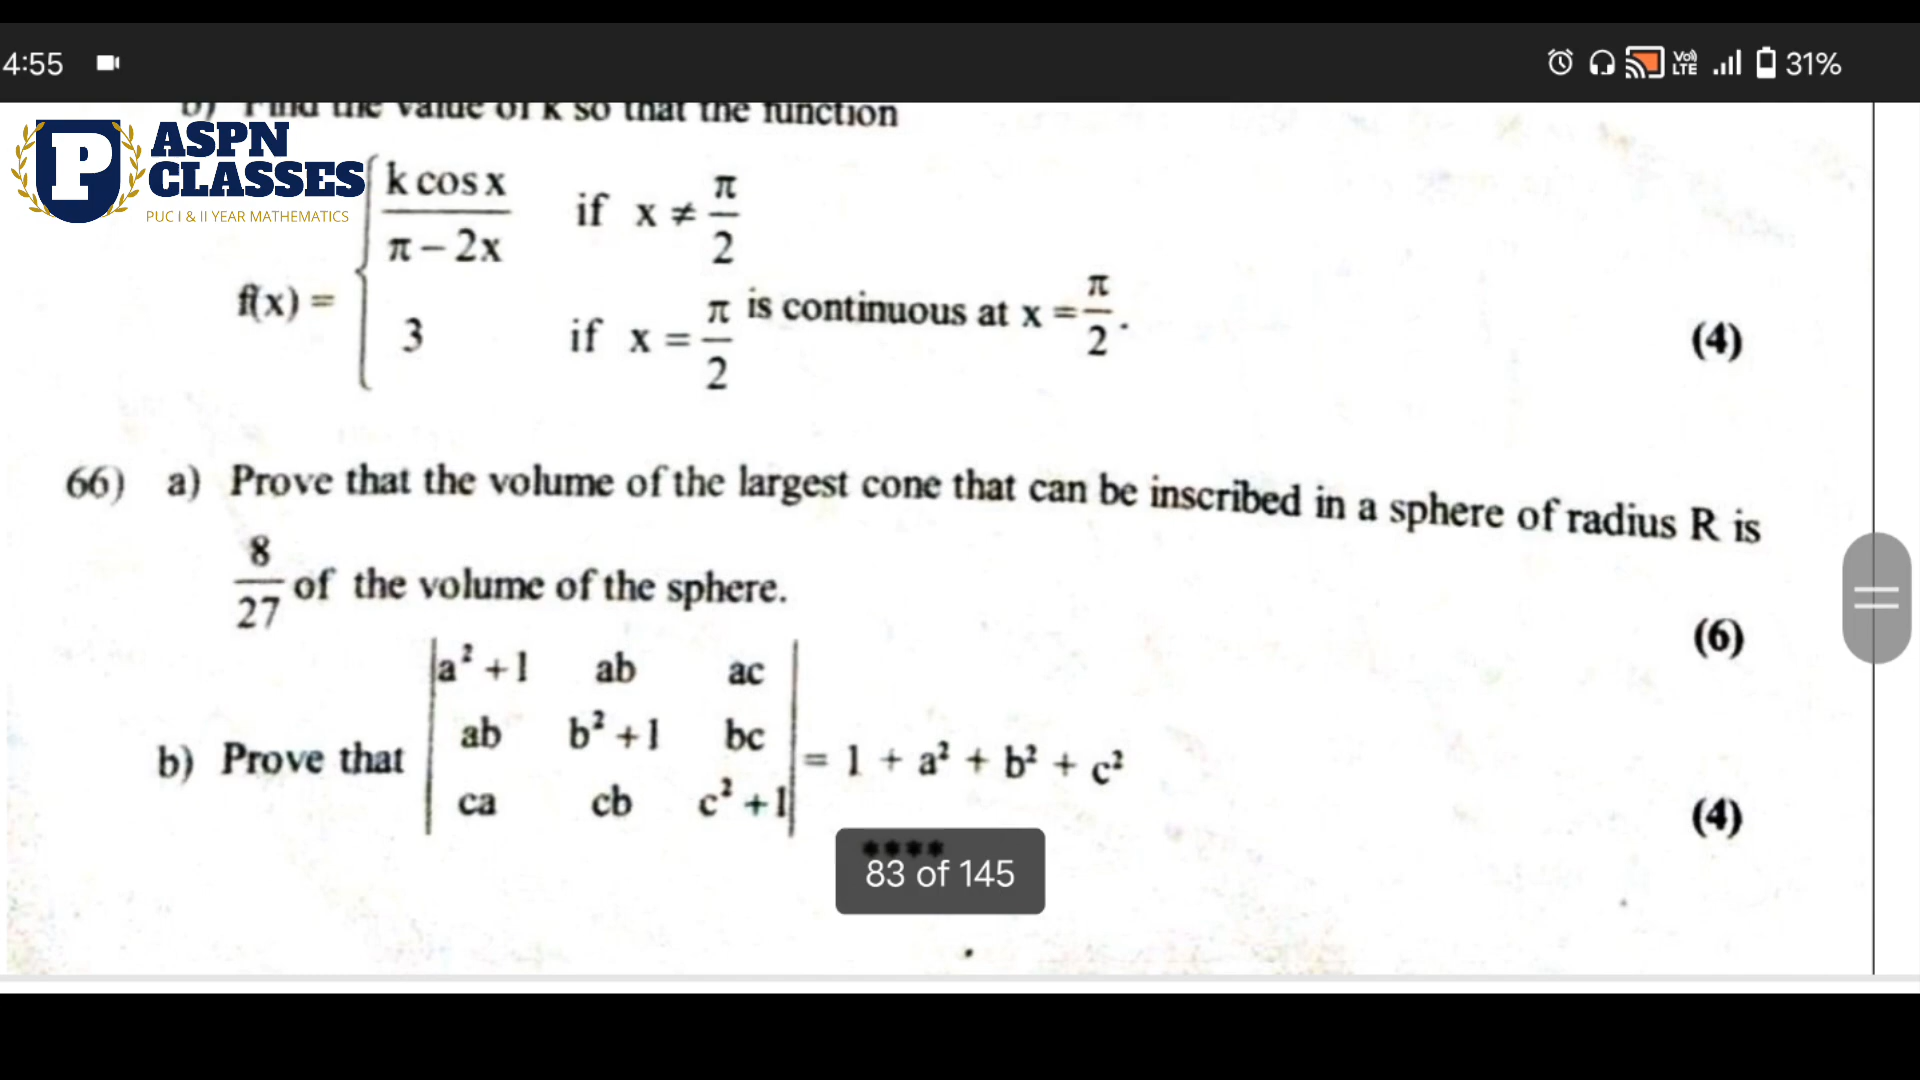 4:55 Vo) LTE 31%
b) Find the value of k so that the function
ASPN
CLASSES
PUC I & II YEAR MATHEMATICS
f(x) = { k cos x / π − 2x if x ≠ π/2
3 if x = π/2 is continuous at x = π/2. (4)
66) a) Prove that the volume of the largest cone that can be inscribed in a sphere of radius R is
8/27 of the volume of the sphere. (6)
b) Prove that | a² + 1 ab ac |
| ab b² + 1 bc | = 1 + a² + b² + c²
| ca cb c² + 1 | (4)
****
83 of 145